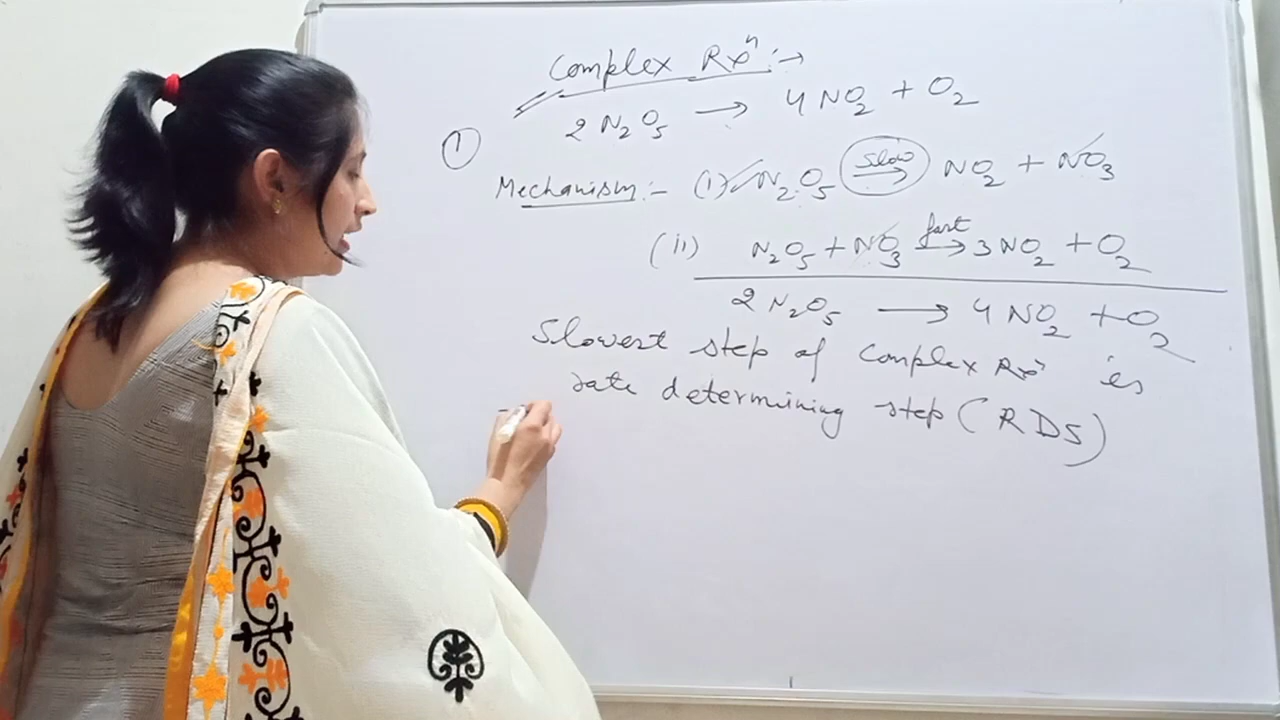 Complex Rxⁿ :→
① 2 N₂O₅ → 4 NO₂ + O₂
Mechanism :- (i) N₂O₅ slow → NO₂ + NO₃
(ii) N₂O₅ + NO₃ fast → 3 NO₂ + O₂
2 N₂O₅ → 4 NO₂ + O₂
Slowest step of Complex Rxⁿ is
rate determining step (RDS)